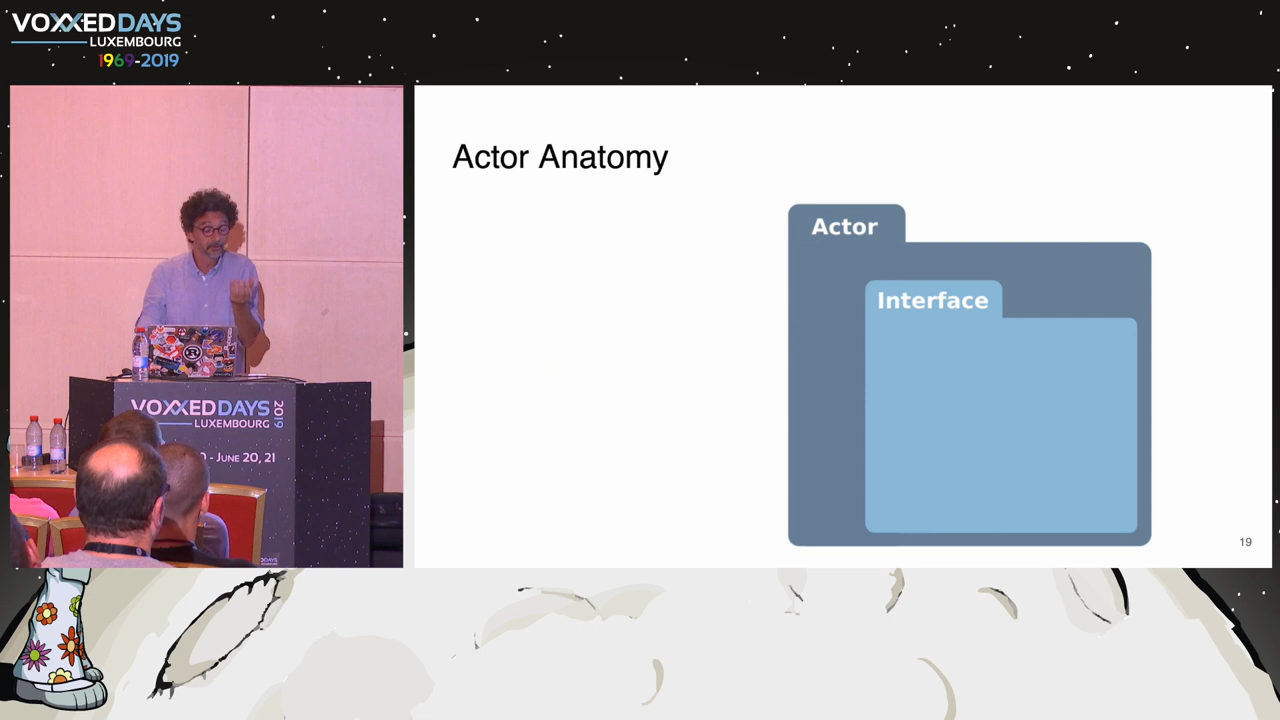 VOXXED DAYS
LUXEMBOURG
1969-2019
Actor Anatomy
Actor
Interface
19
VOXXED DAYS 2019
LUXEMBOURG
- JUNE 20, 21